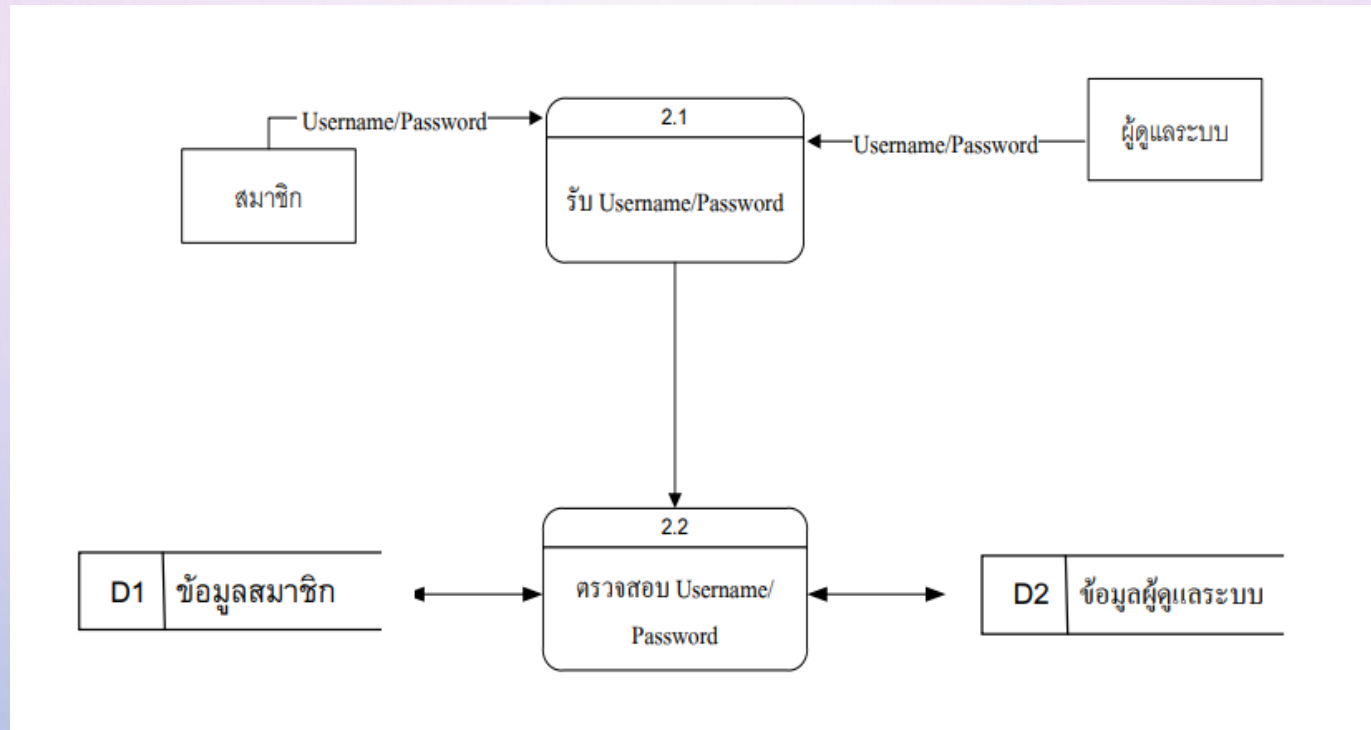 Username/Password
2.1
Username/Password
ผู้ดูแลระบบ
สมาชิก
รับ Username/Password
2.2
D1 ข้อมูลสมาชิก
ตรวจสอบ Username/
Password
D2 ข้อมูลผู้ดูแลระบบ